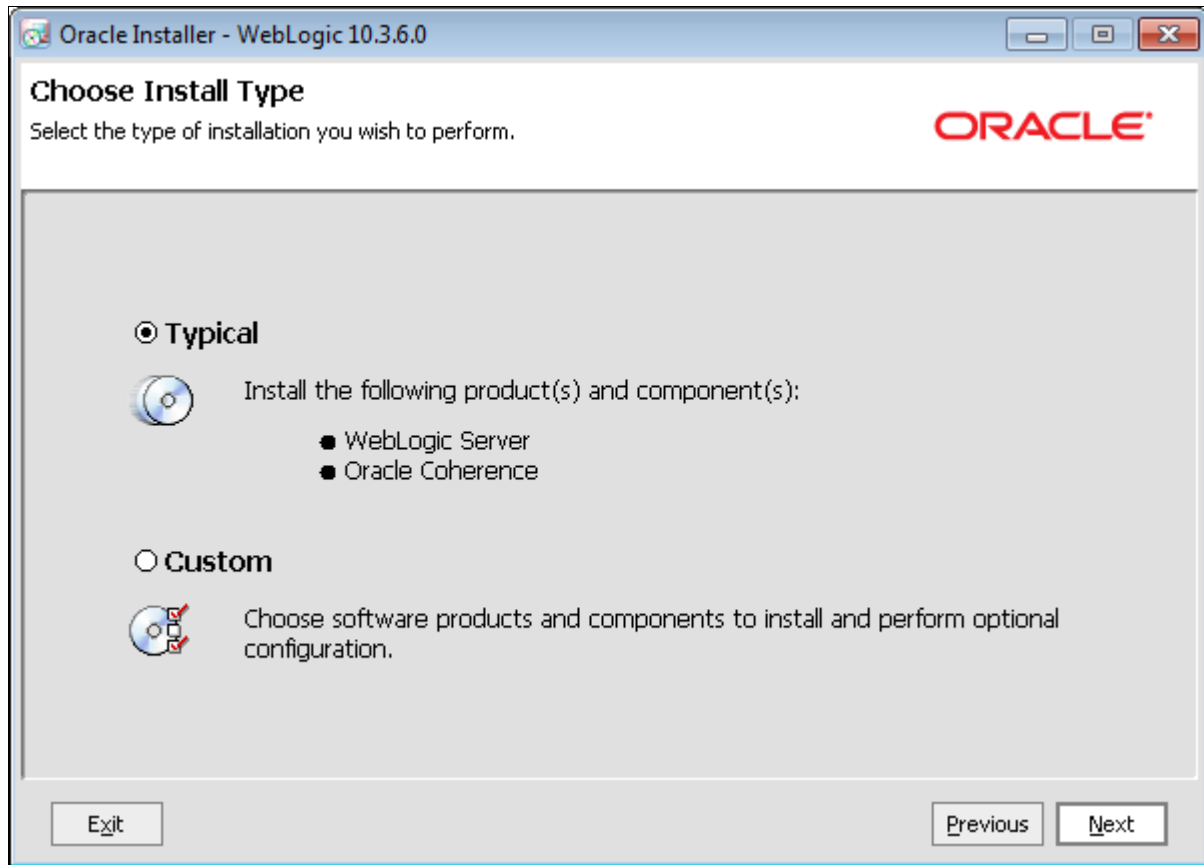 Oracle Installer - WebLogic 10.3.6.0
Choose Install Type
Select the type of installation you wish to perform.
ORACLE
Typical
Install the following product(s) and component(s):
WebLogic Server
Oracle Coherence
Custom
Choose software products and components to install and perform optional
configuration.
Exit
Previous
Next